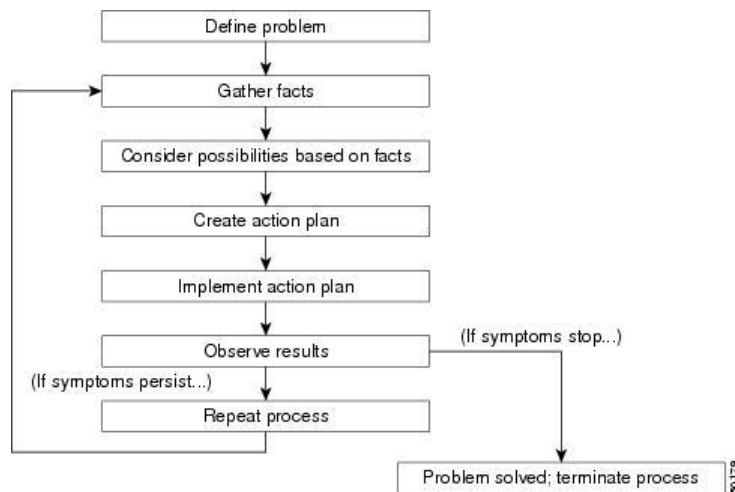 Define problem
Gather facts
Consider possibilities based on facts
Create action plan
Implement action plan
(If symptoms stop...)
Observe results
(If symptoms persist...)
Repeat process
Problem solved; terminate process